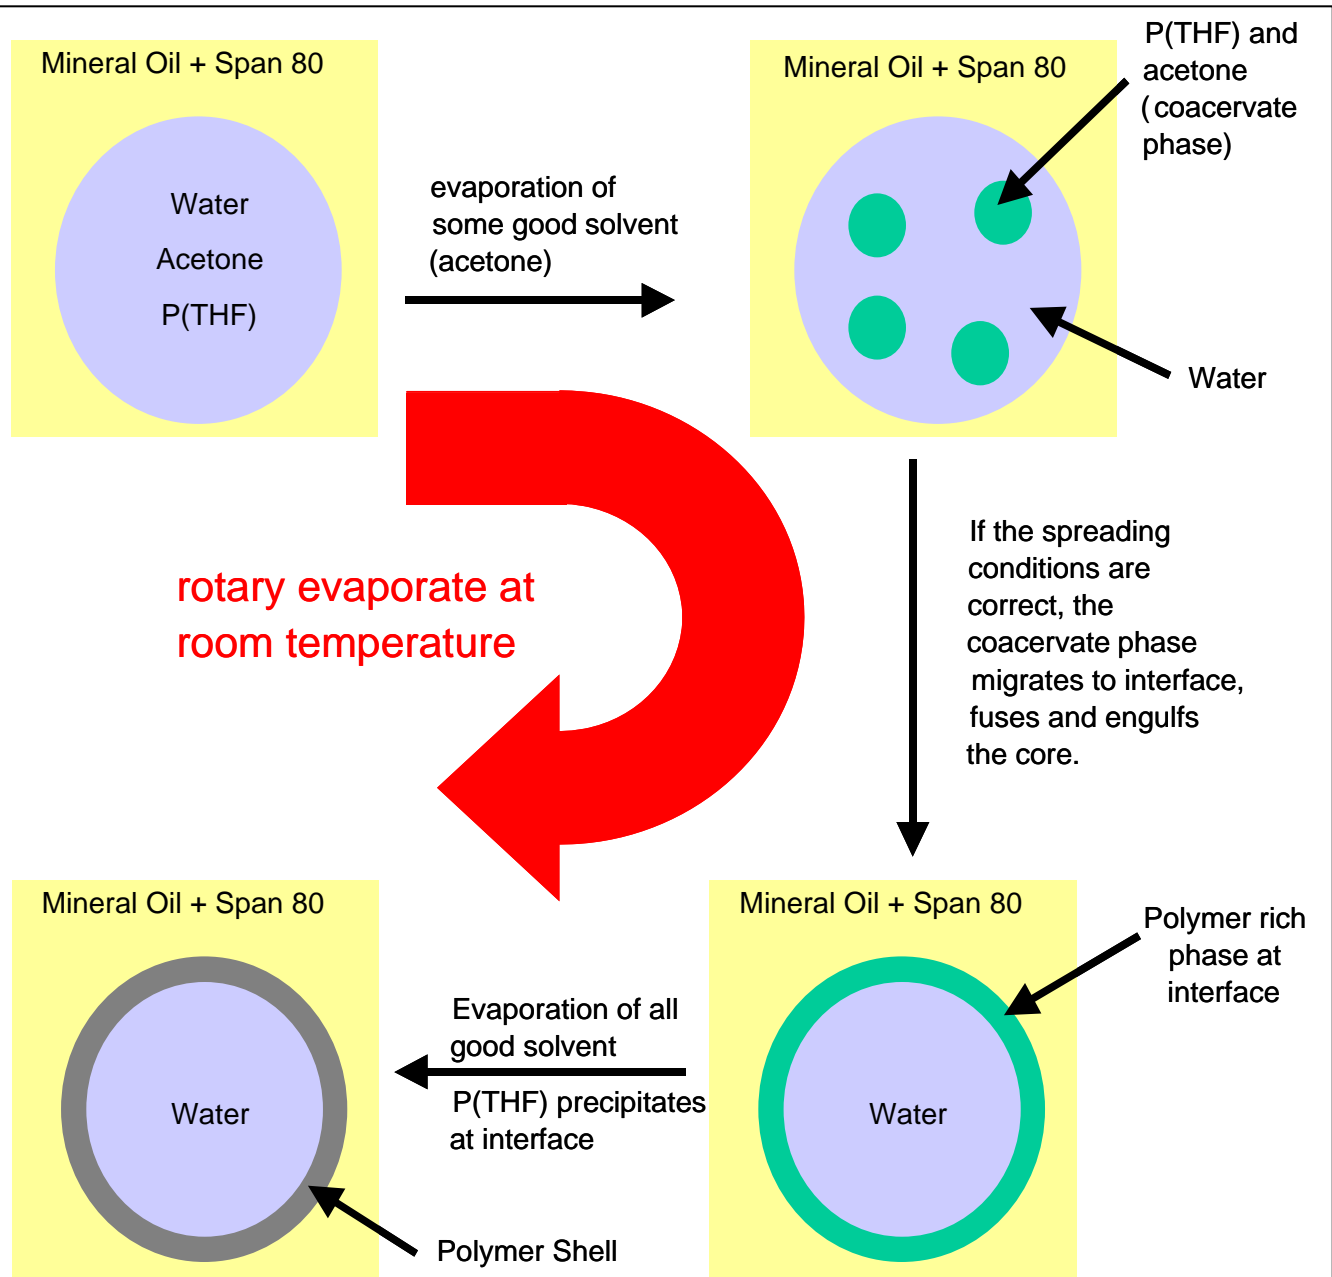 Mineral Oil + Span 80
Water
Acetone
P(THF)
evaporation of
some good solvent
(acetone)
Mineral Oil + Span 80
P(THF) and
acetone
(coacervate
phase)
Water
rotary evaporate at
room temperature
If the spreading
conditions are
correct, the
coacervate phase
migrates to interface,
fuses and engulfs
the core.
Mineral Oil + Span 80
Water
Polymer rich
phase at
interface
Evaporation of all
good solvent
P(THF) precipitates
at interface
Mineral Oil + Span 80
Water
Polymer Shell